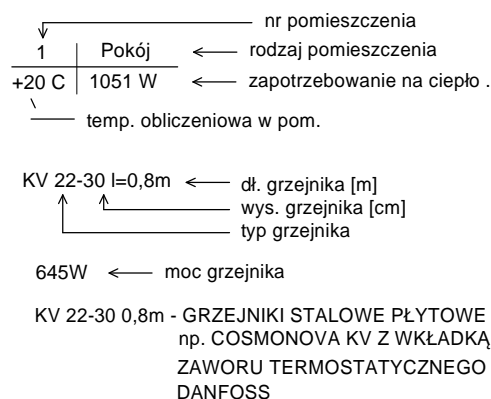 nr pomieszczenia
1 Pokój rodzaj pomieszczenia
+20 C 1051 W zapotrzebowanie na ciepło .
temp. obliczeniowa w pom.
KV 22-30 l=0,8m dł. grzejnika [m]
wys. grzejnika [cm]
typ grzejnika
645W moc grzejnika
KV 22-30 0,8m - GRZEJNIKI STALOWE PŁYTOWE
np. COSMONOVA KV Z WKŁADKĄ
ZAWORU TERMOSTATYCZNEGO
DANFOSS